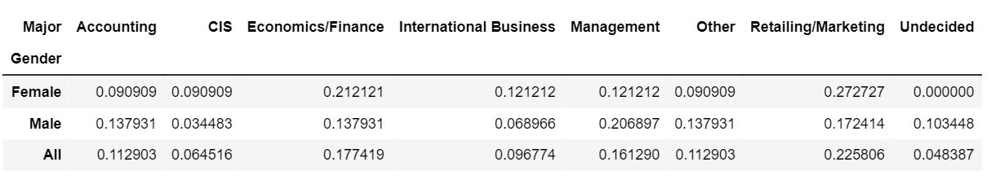 Major Accounting CIS Economics/Finance International Business Management Other Retailing/Marketing Undecided
Gender
Female 0.090909 0.090909 0.212121 0.121212 0.121212 0.090909 0.272727 0.000000
Male 0.137931 0.034483 0.137931 0.068966 0.206897 0.137931 0.172414 0.103448
All 0.112903 0.064516 0.177419 0.096774 0.161290 0.112903 0.225806 0.048387